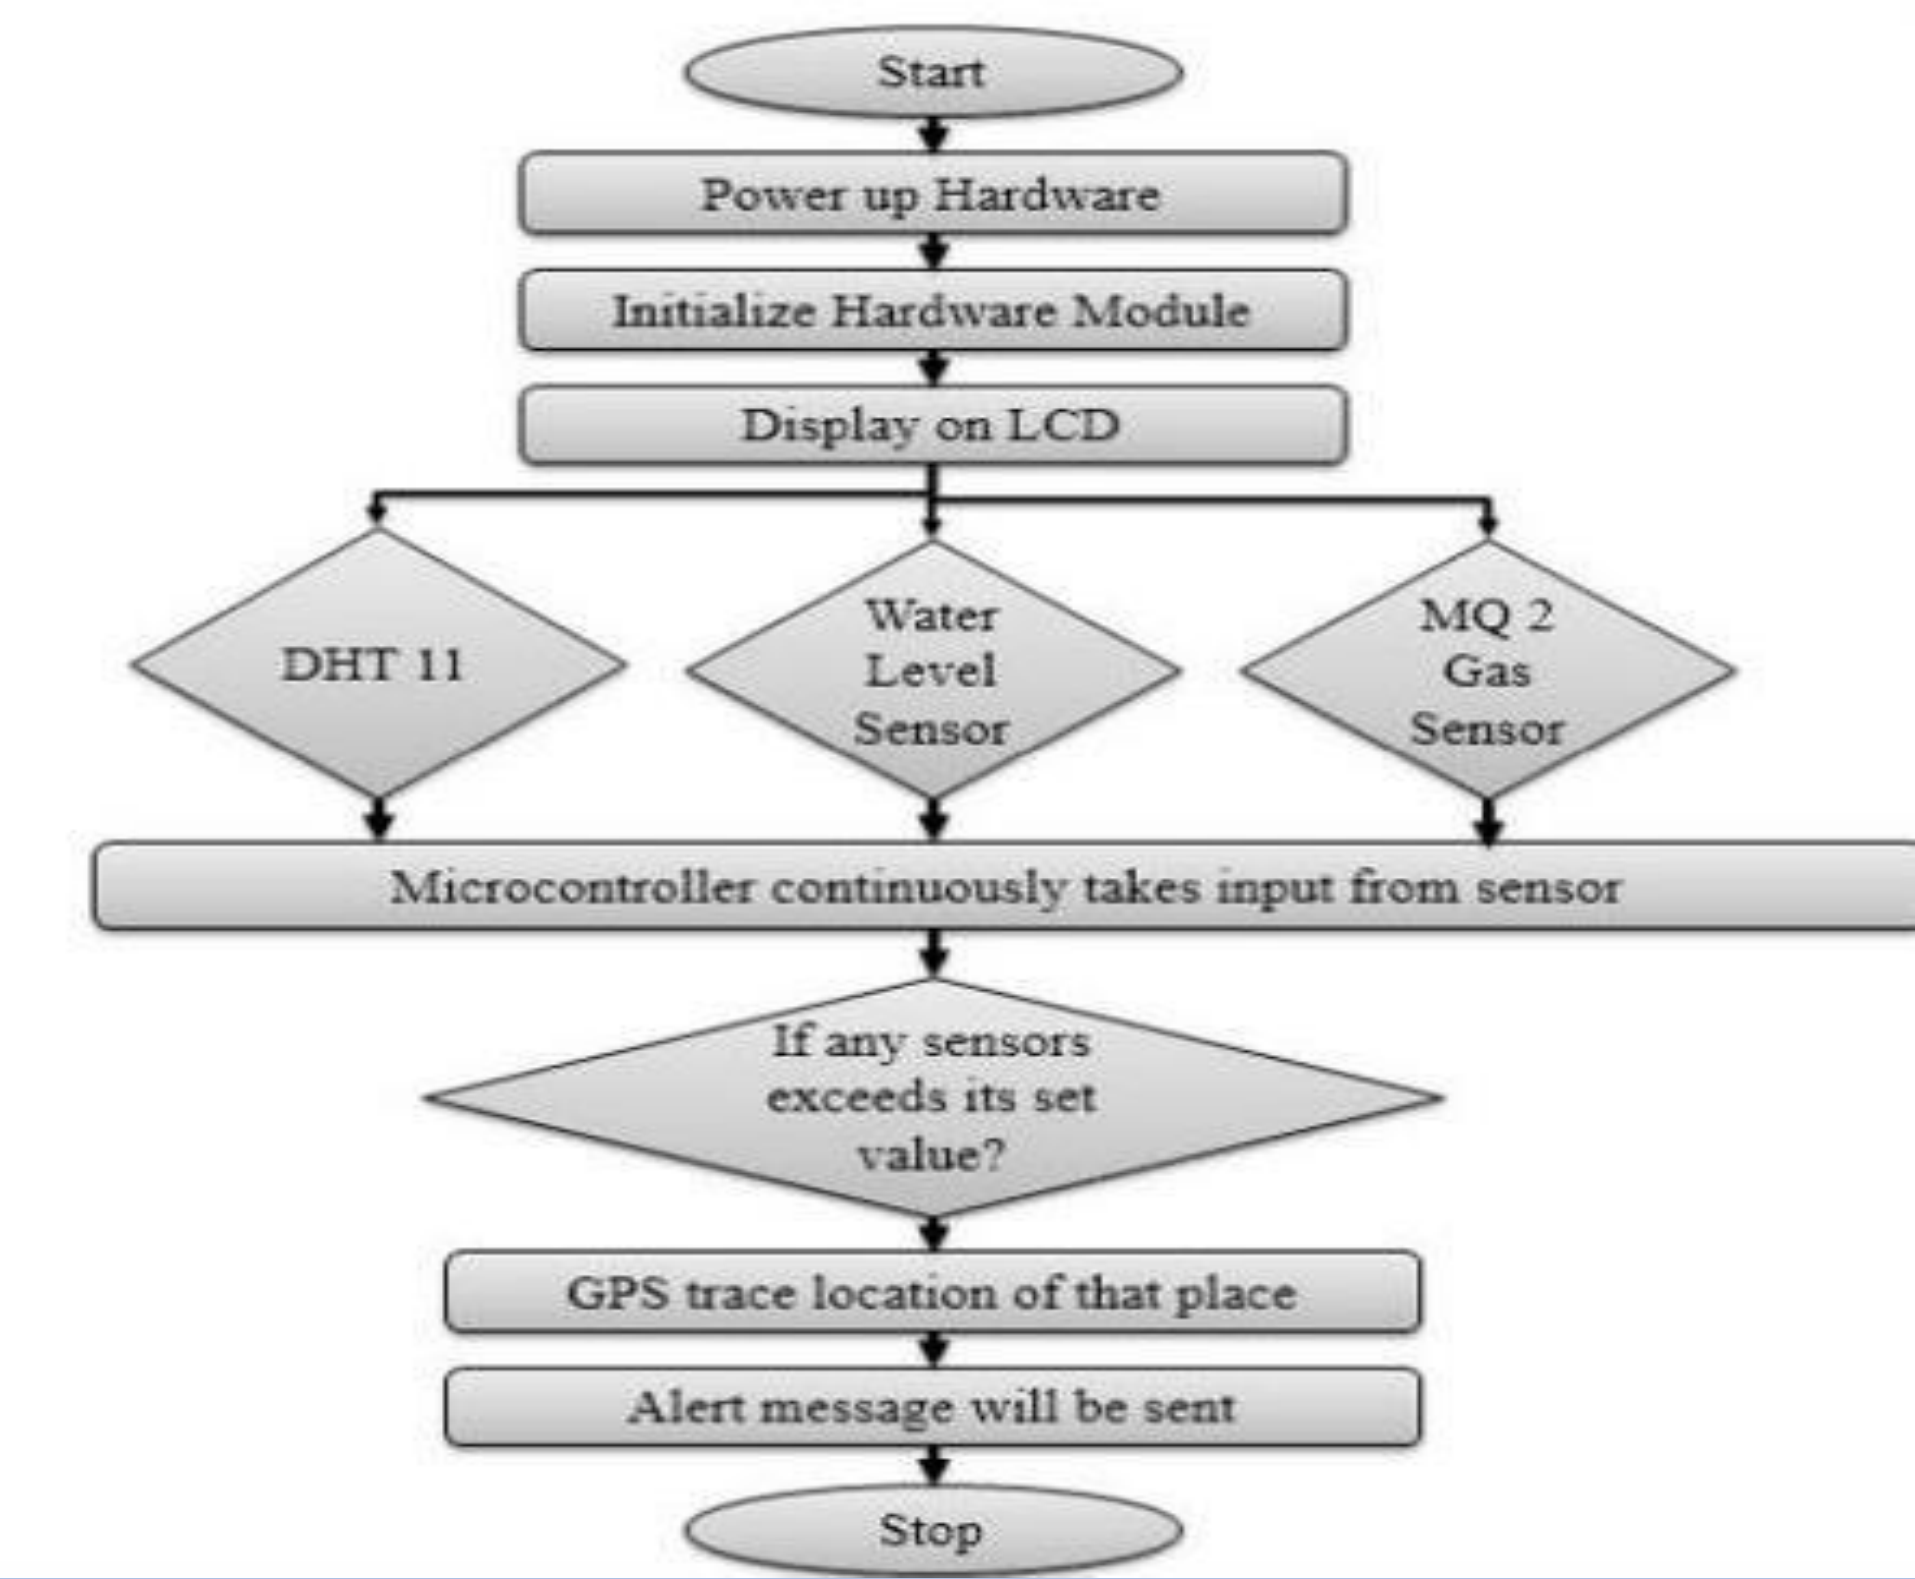 Start
Power up Hardware
Initialize Hardware Module
Display on LCD
DHT 11
Water
Level
Sensor
MQ 2
Gas
Sensor
Microcontroller continuously takes input from sensor
If any sensors
exceeds its set
value?
GPS trace location of that place
Alert message will be sent
Stop